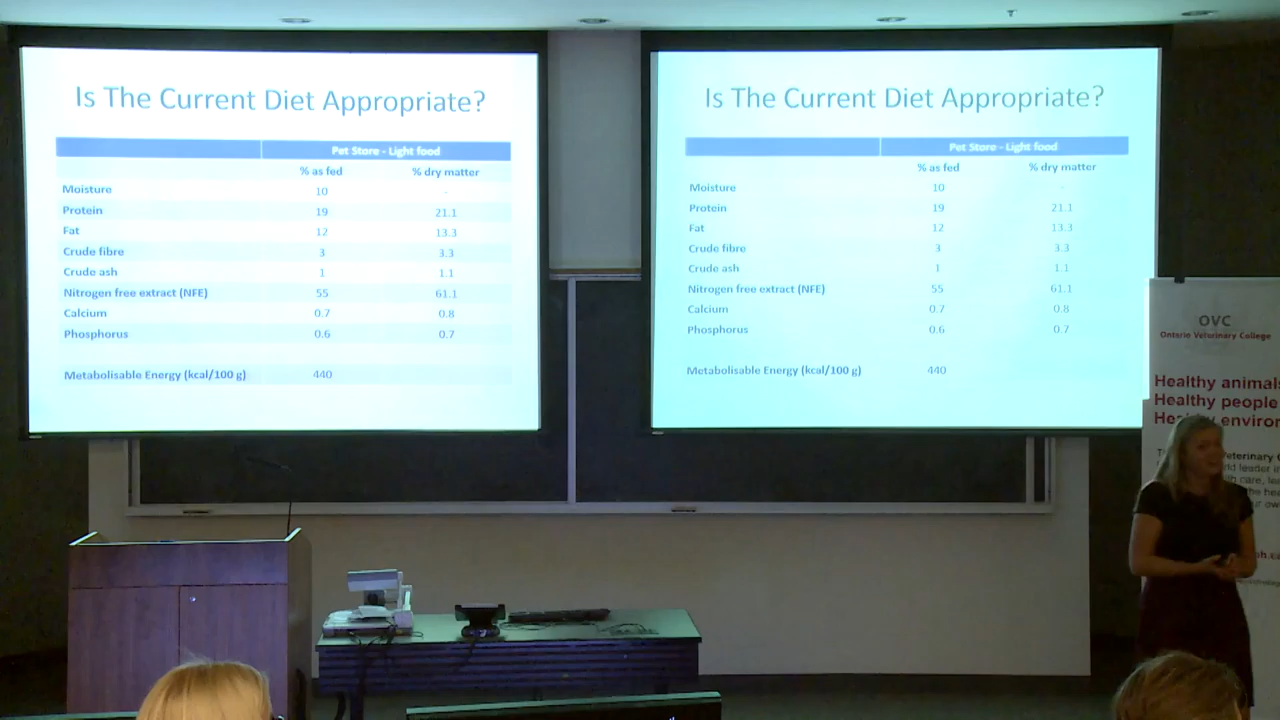 Is The Current Diet Appropriate?
Pet Store - Light food
% as fed % dry matter
Moisture 10 -
Protein 19 21.1
Fat 12 13.3
Crude fibre 3 3.3
Crude ash 1 1.1
Nitrogen free extract (NFE) 55 61.1
Calcium 0.7 0.8
Phosphorus 0.6 0.7
Metabolisable Energy (kcal/100 g) 440
Is The Current Diet Appropriate?
Pet Store - Light food
% as fed % dry matter
Moisture 10 -
Protein 19 21.1
Fat 12 13.3
Crude fibre 3 3.3
Crude ash 1 1.1
Nitrogen free extract (NFE) 55 61.1
Calcium 0.7 0.8
Phosphorus 0.6 0.7
Metabolisable Energy (kcal/100 g) 440
OVC
Ontario Veterinary College
Healthy animals
Healthy people